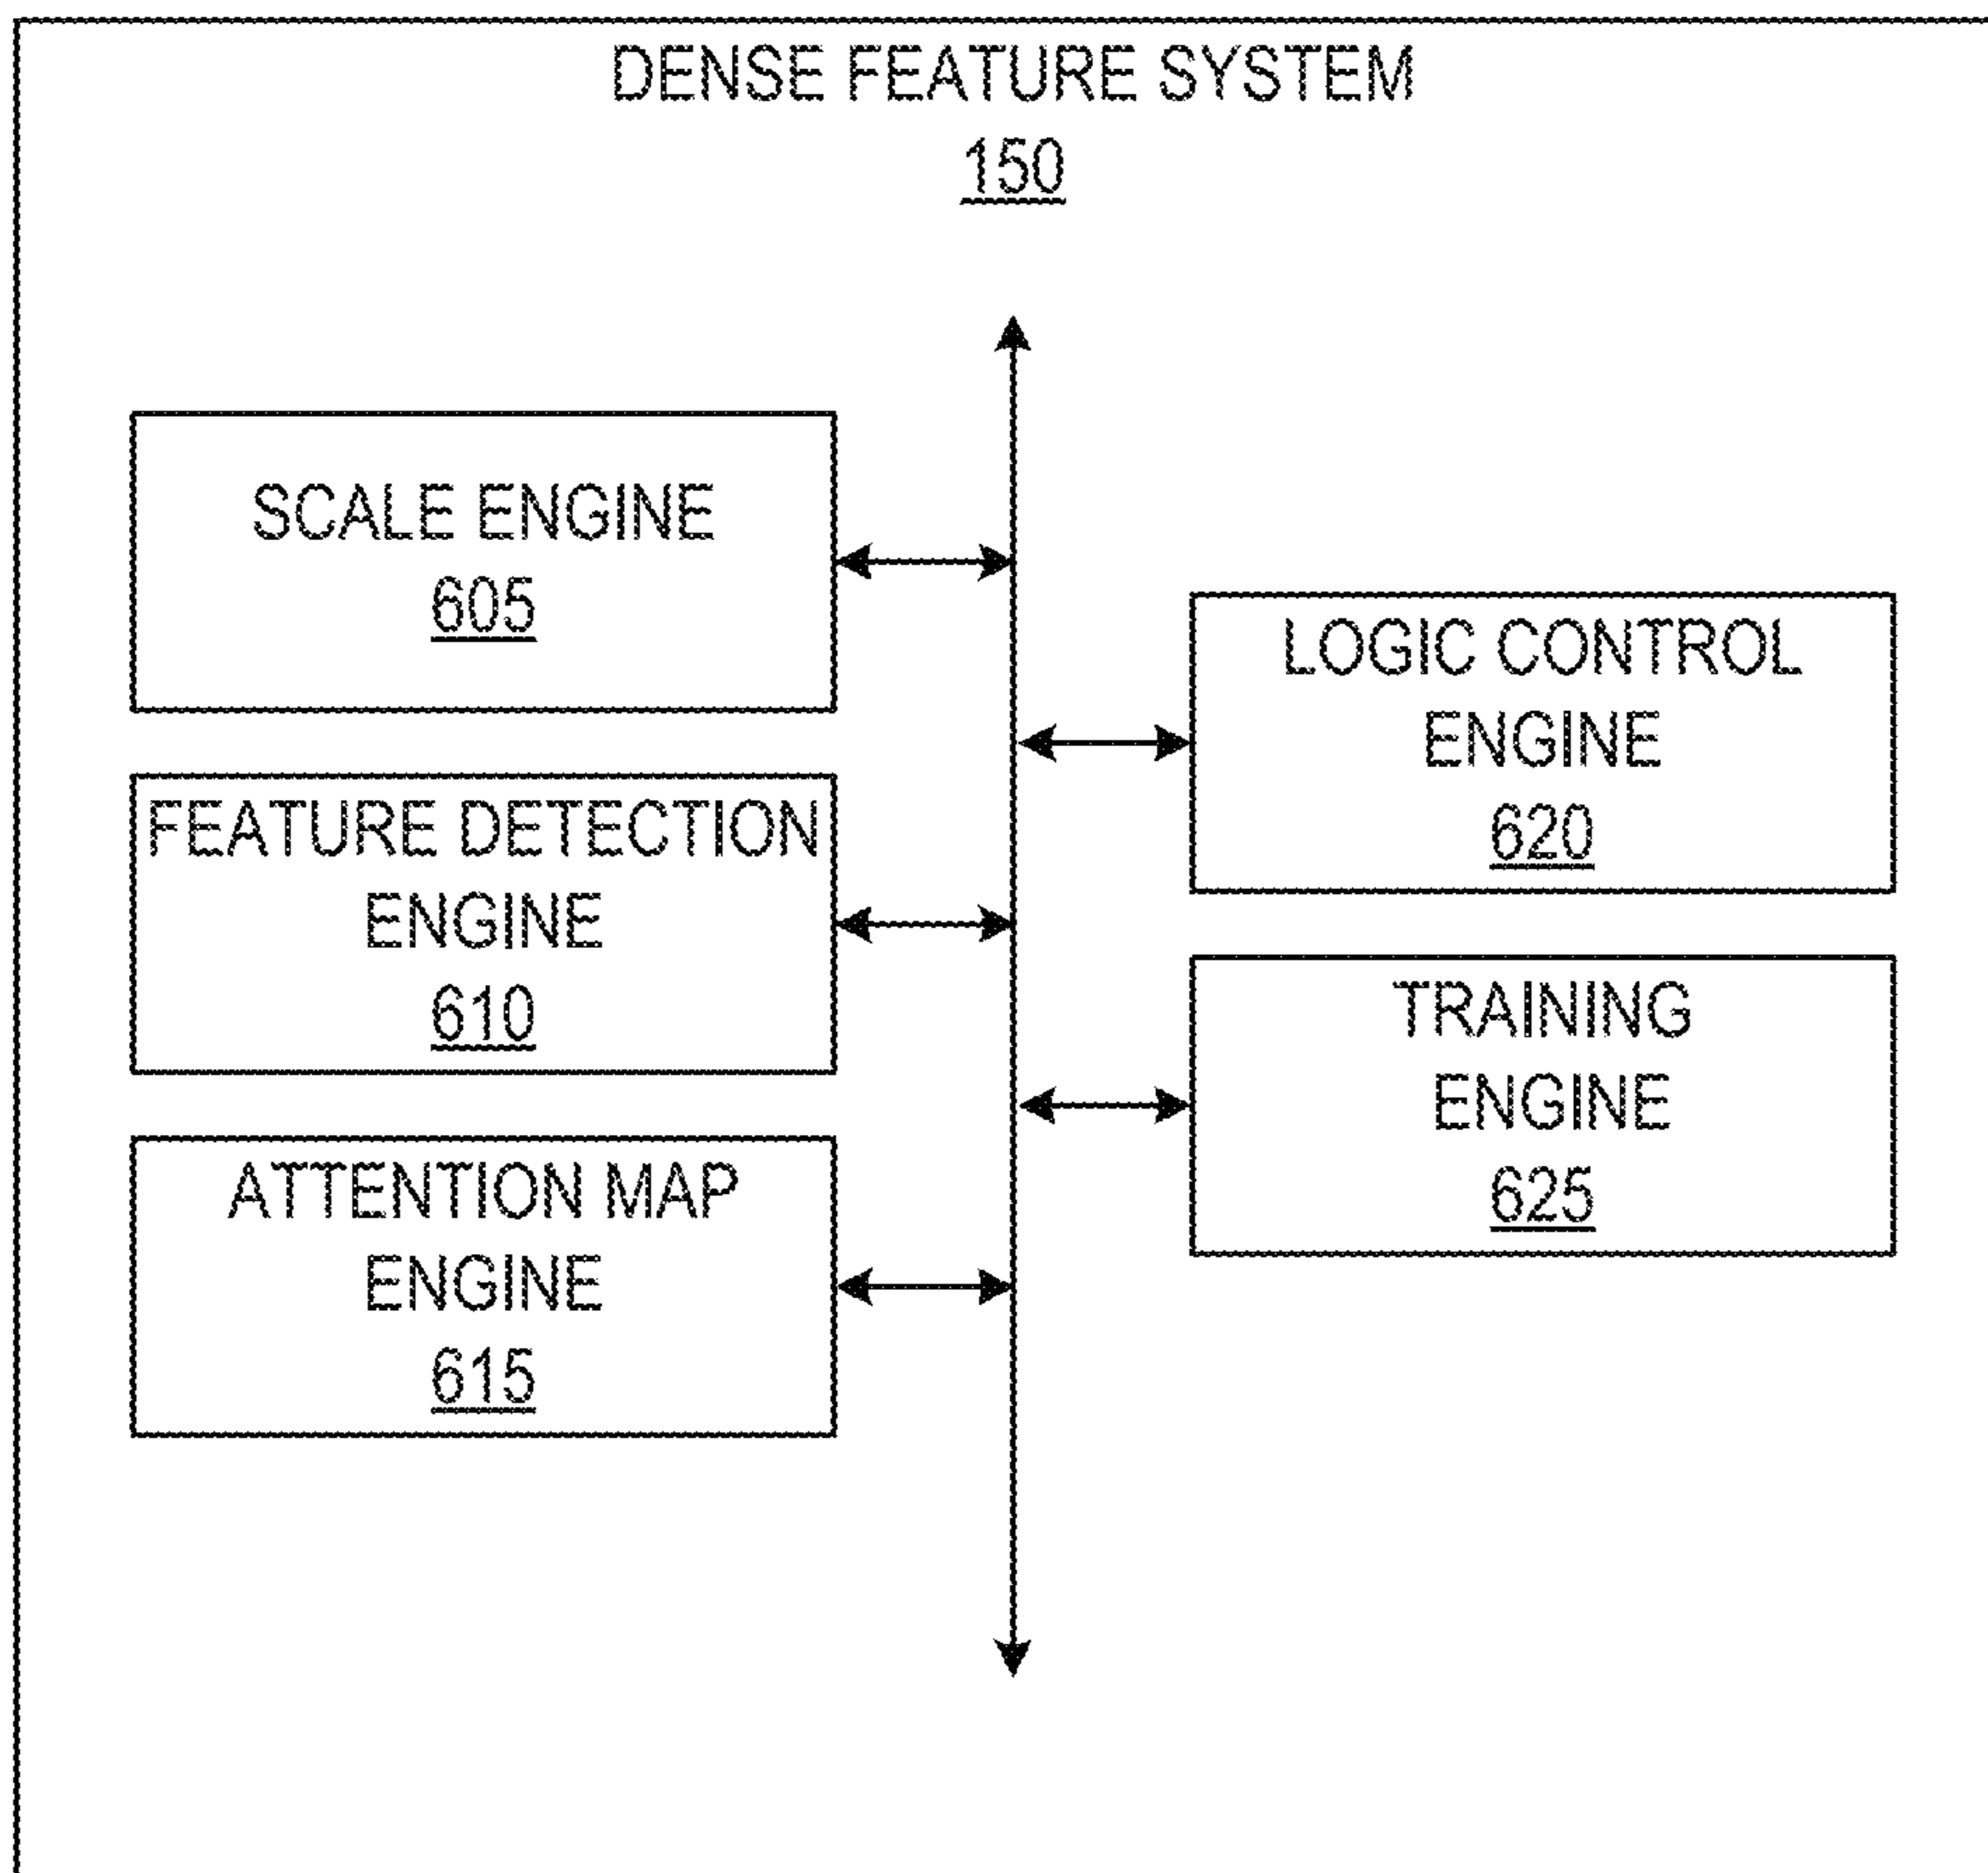 DENSE FEATURE SYSTEM
150
SCALE ENGINE
605
FEATURE DETECTION
ENGINE
610
ATTENTION MAP
ENGINE
615
LOGIC CONTROL
ENGINE
620
TRAINING
ENGINE
625